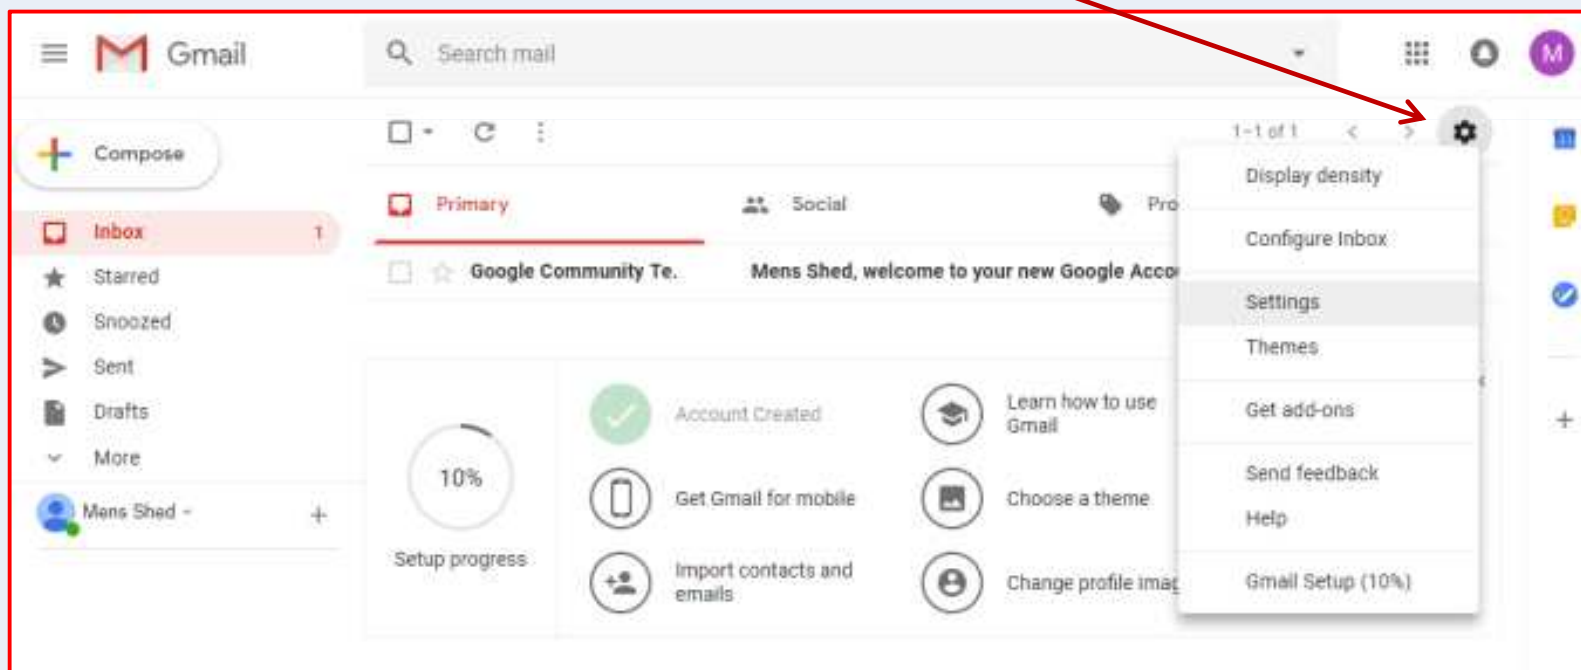 Gmail
Search mail
M
Compose
1-1 of 1
Display density
Primary
Social
Pro
Inbox
1
Configure Inbox
Google Community Te.
Mens Shed, welcome to your new Google Accou
Starred
Snoozed
Settings
Sent
Themes
Drafts
Account Created
Learn how to use
Gmail
Get add-ons
More
10%
Get Gmail for mobile
Choose a theme
Send feedback
Mens Shed
Help
Setup progress
Import contacts and
emails
Change profile imag
Gmail Setup (10%)